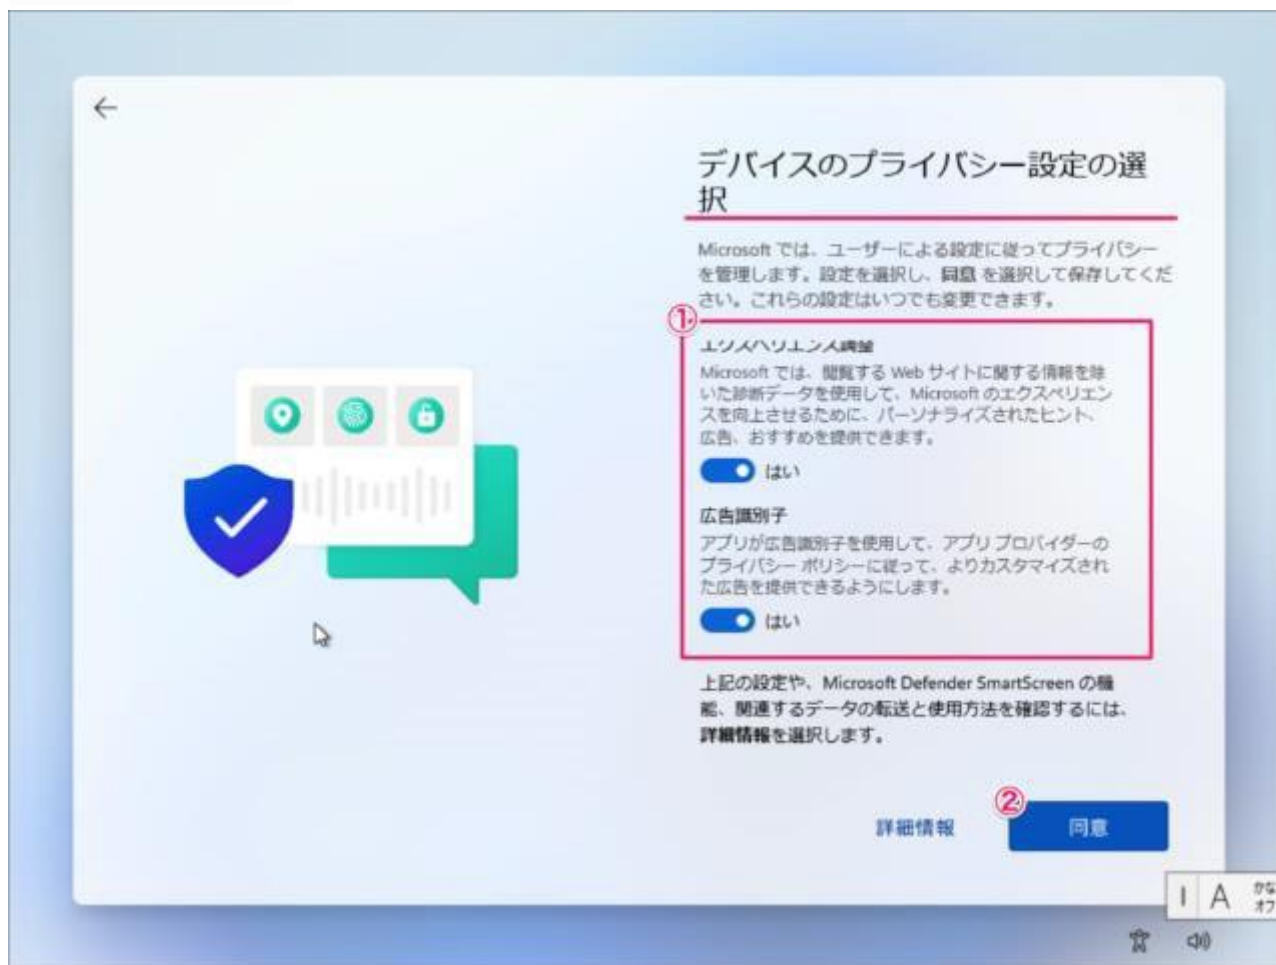 デバイスのプライバシー設定の選
択
Microsoft では、ユーザーによる設定に従ってプライバシー
を管理します。設定を選択し、同意 を選択して保存してくだ
さい。これらの設定はいつでも変更できます。
①
エクスペリエンス調整
Microsoft では、閲覧する Web サイトに関する情報を除
いた診断データを使用して、Microsoft のエクスペリエン
スを向上させるために、パーソナライズされたヒント、
広告、おすすめを提供できます。
はい
広告識別子
アプリが広告識別子を使用して、アプリ プロバイダーの
プライバシー ポリシーに従って、よりカスタマイズされ
た広告を提供できるようにします。
はい
上記の設定や、Microsoft Defender SmartScreen の機
能、関連するデータの転送と使用方法を確認するには、
詳細情報を選択します。
②
詳細情報 同意
A かな
オフ